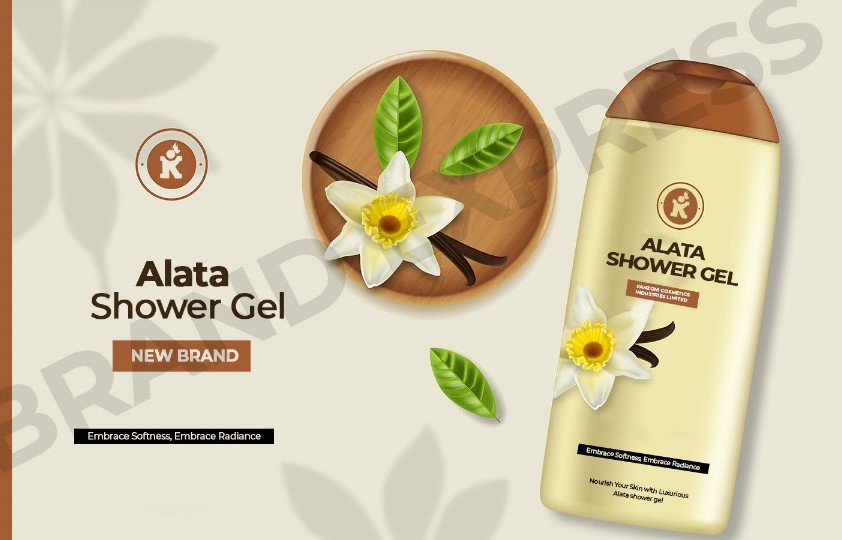 BRANDEXPRESS
K
Alata
Shower Gel
NEW BRAND
Embrace Softness, Embrace Radiance
K
ALATA
SHOWER GEL
KANZONI COSMETICS
INDUSTRIES LIMITED
Embrace Softness, Embrace Radiance
Nourish Your Skin with Luxurious
Alata shower gel